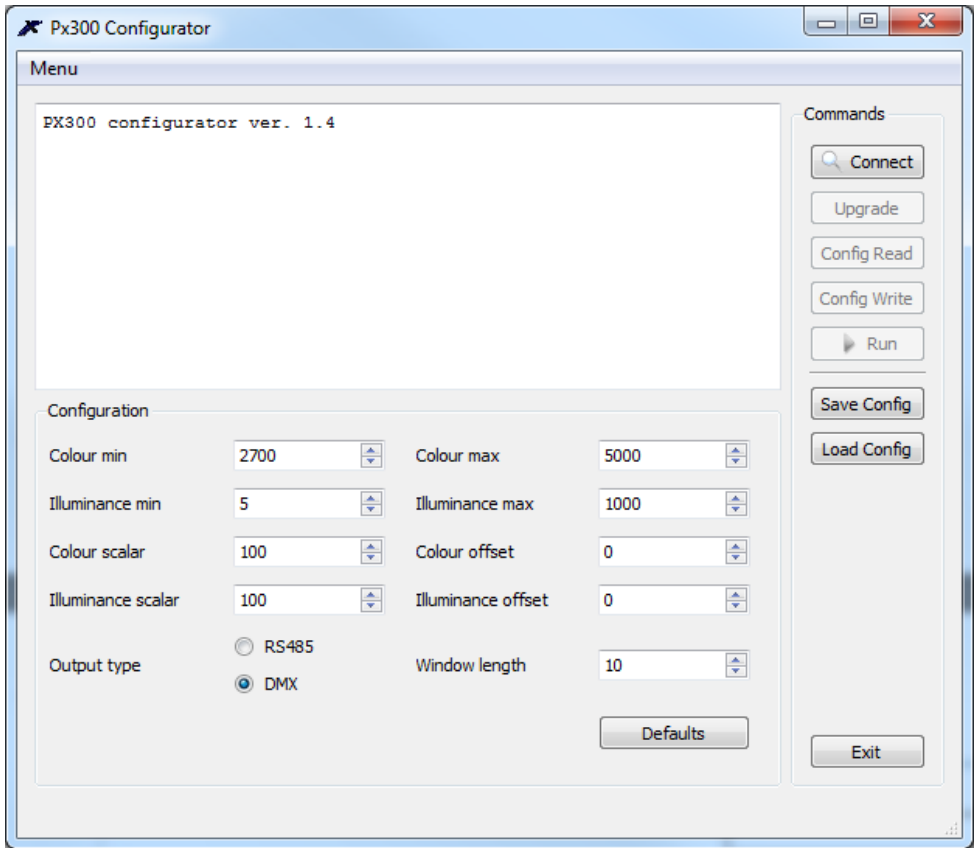 Px300 Configurator
Menu
PX300 configurator ver. 1.4
Commands
Connect
Upgrade
Config Read
Config Write
Run
Save Config
Load Config
Configuration
Colour min 2700 Colour max 5000
Illuminance min 5 Illuminance max 1000
Colour scalar 100 Colour offset 0
Illuminance scalar 100 Illuminance offset 0
Output type RS485 DMX Window length 10
Defaults
Exit